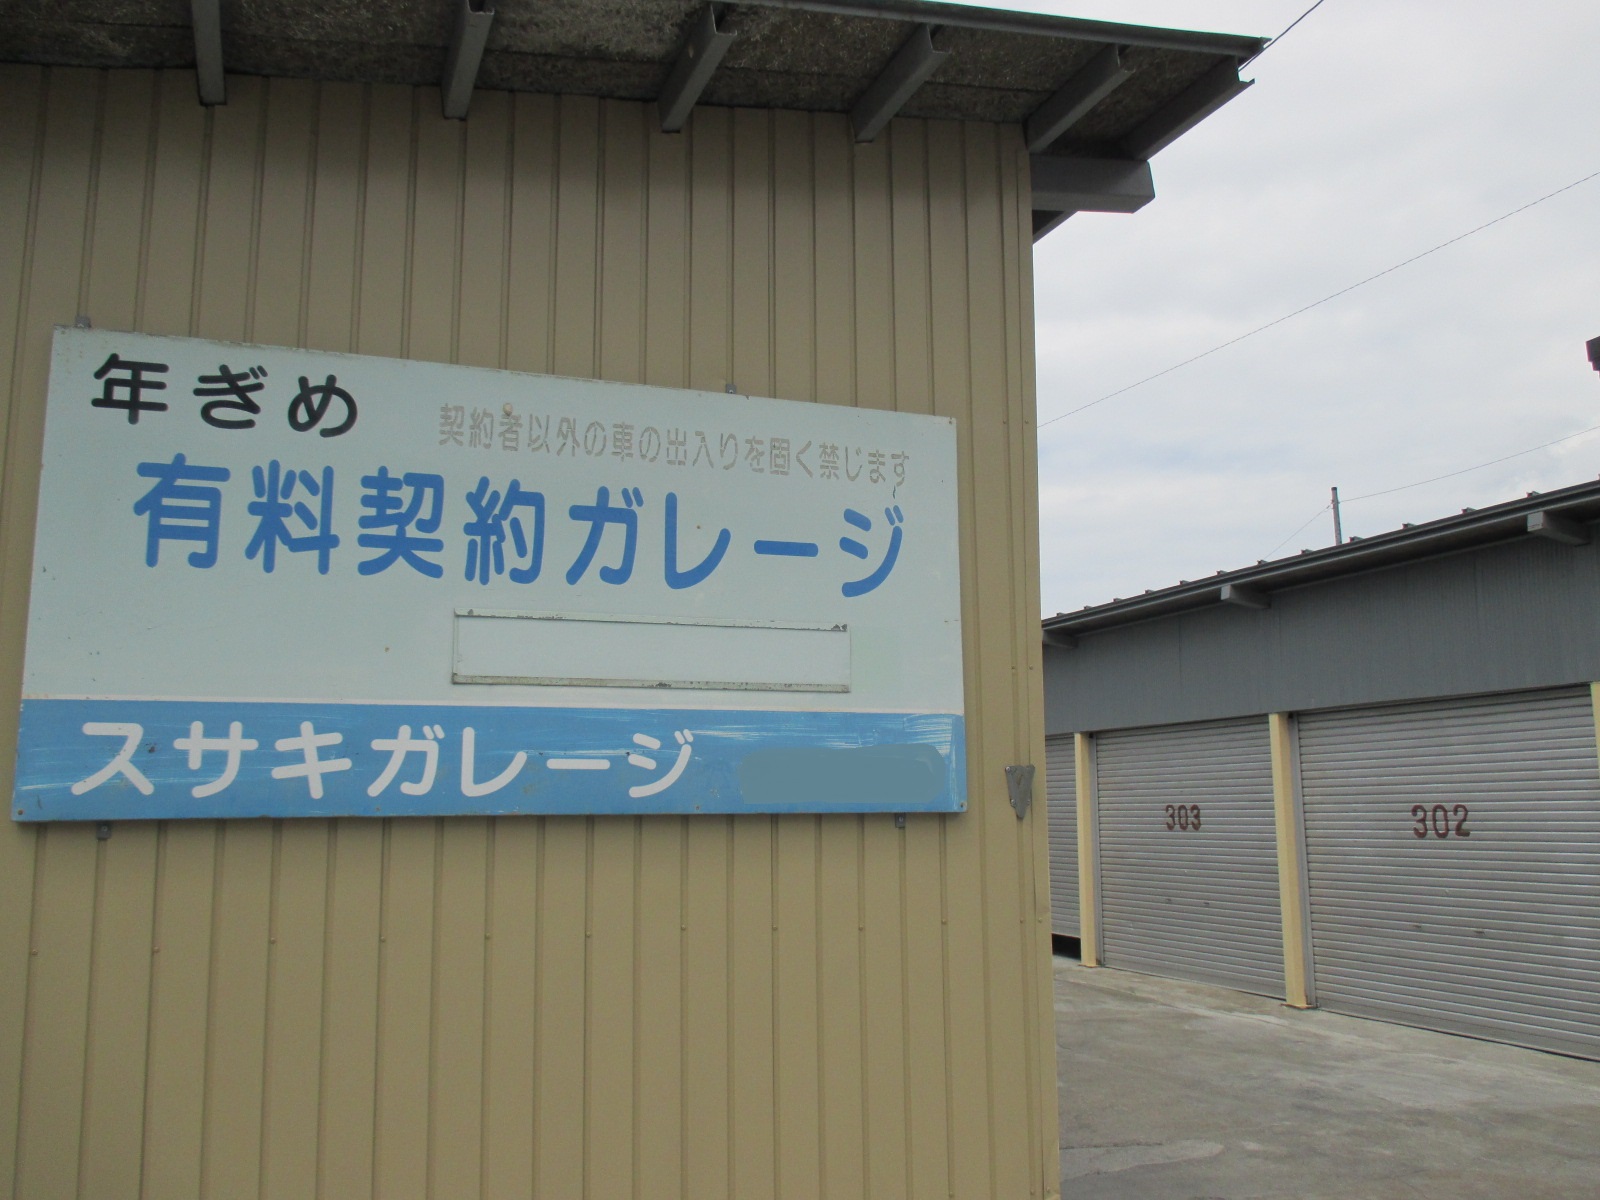 年ぎめ
契約者以外の車の出入りを固く禁じます
有料契約ガレージ
スサキガレージ
303
302